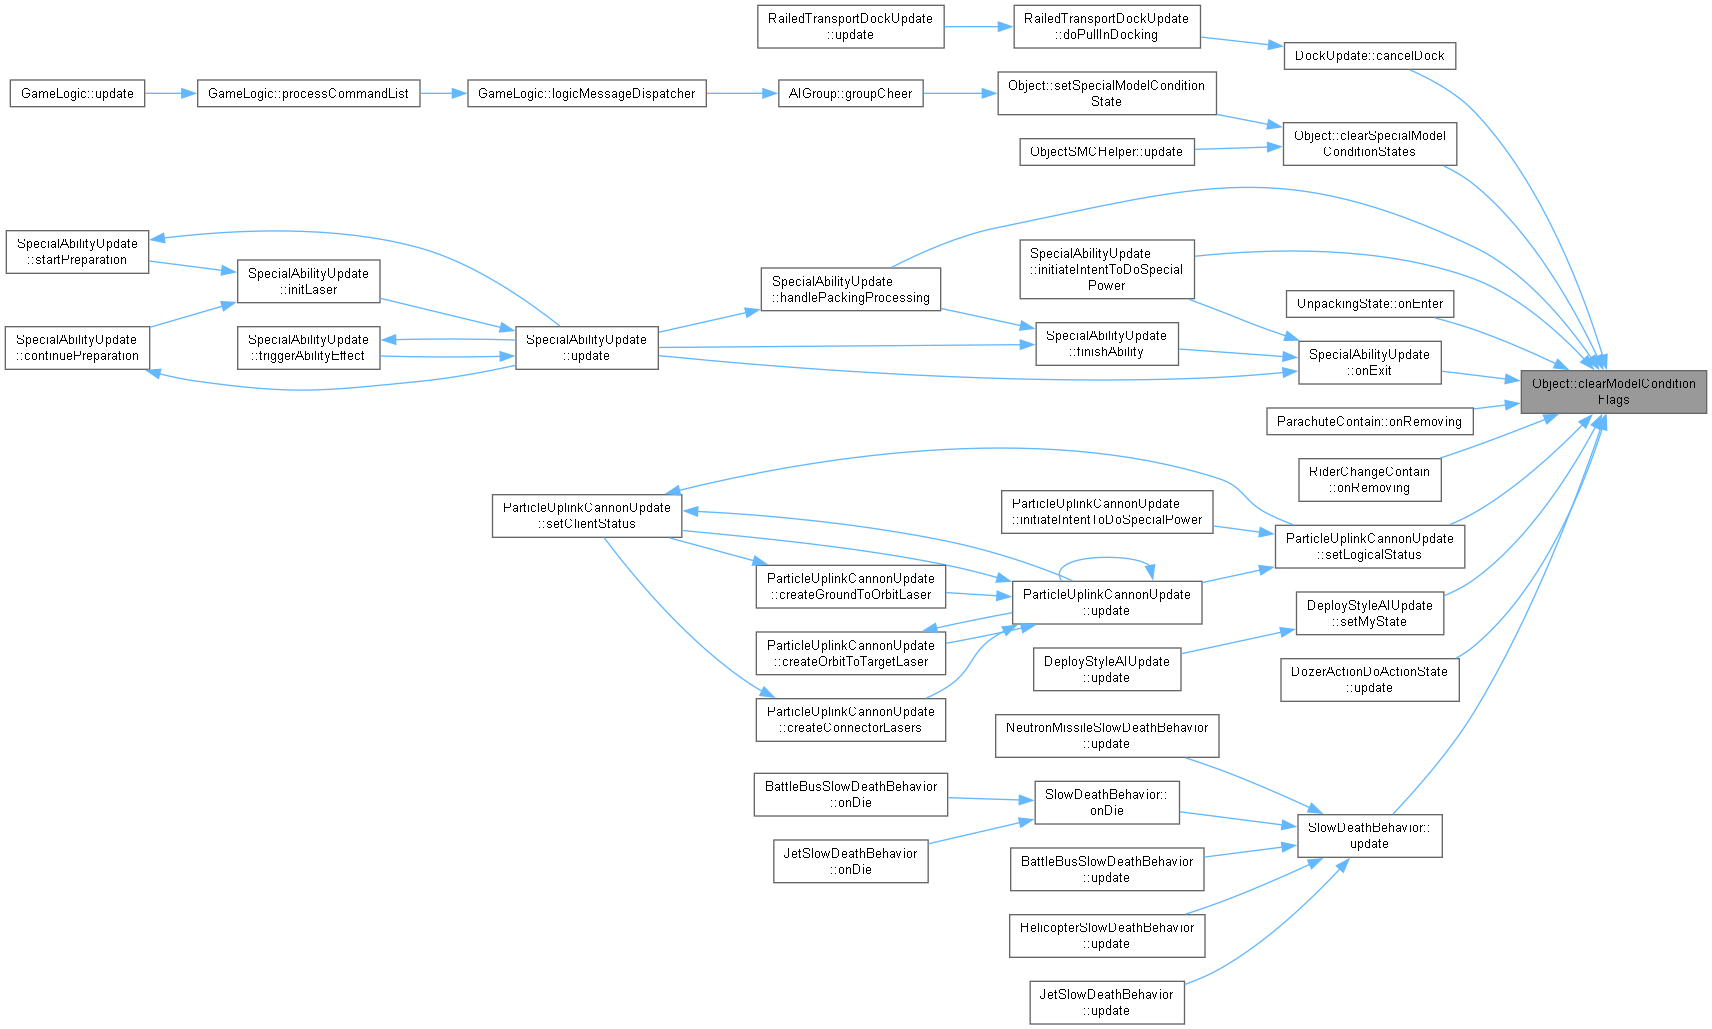 RailedTransportDockUpdate
::update
RailedTransportDockUpdate
::doPullInDocking
DockUpdate::cancelDock
GameLogic::update
GameLogic::processCommandList
GameLogic::logicMessageDispatcher
AIGroup::groupCheer
Object::setSpecialModelCondition
State
Object::clearSpecialModel
ConditionStates
ObjectSMCHelper::update
SpecialAbilityUpdate
::startPreparation
SpecialAbilityUpdate
::initLaser
SpecialAbilityUpdate
::continuePreparation
SpecialAbilityUpdate
::triggerAbilityEffect
SpecialAbilityUpdate
::update
SpecialAbilityUpdate
::handlePackingProcessing
SpecialAbilityUpdate
::initiateIntentToDoSpecial
Power
SpecialAbilityUpdate
::finishAbility
UnpackingState::onEnter
SpecialAbilityUpdate
::onExit
Object::clearModelCondition
Flags
ParachuteContain::onRemoving
RiderChangeContain
::onRemoving
ParticleUplinkCannonUpdate
::setClientStatus
ParticleUplinkCannonUpdate
::initiateIntentToDoSpecialPower
ParticleUplinkCannonUpdate
::setLogicalStatus
ParticleUplinkCannonUpdate
::createGroundToOrbitLaser
ParticleUplinkCannonUpdate
::update
ParticleUplinkCannonUpdate
::createOrbitToTargetLaser
ParticleUplinkCannonUpdate
::createConnectorLasers
DeployStyleAIUpdate
::setMyState
DeployStyleAIUpdate
::update
DozerActionDoActionState
::update
NeutronMissileSlowDeathBehavior
::update
BattleBusSlowDeathBehavior
::onDie
SlowDeathBehavior::
onDie
JetSlowDeathBehavior
::onDie
SlowDeathBehavior::
update
BattleBusSlowDeathBehavior
::update
HelicopterSlowDeathBehavior
::update
JetSlowDeathBehavior
::update